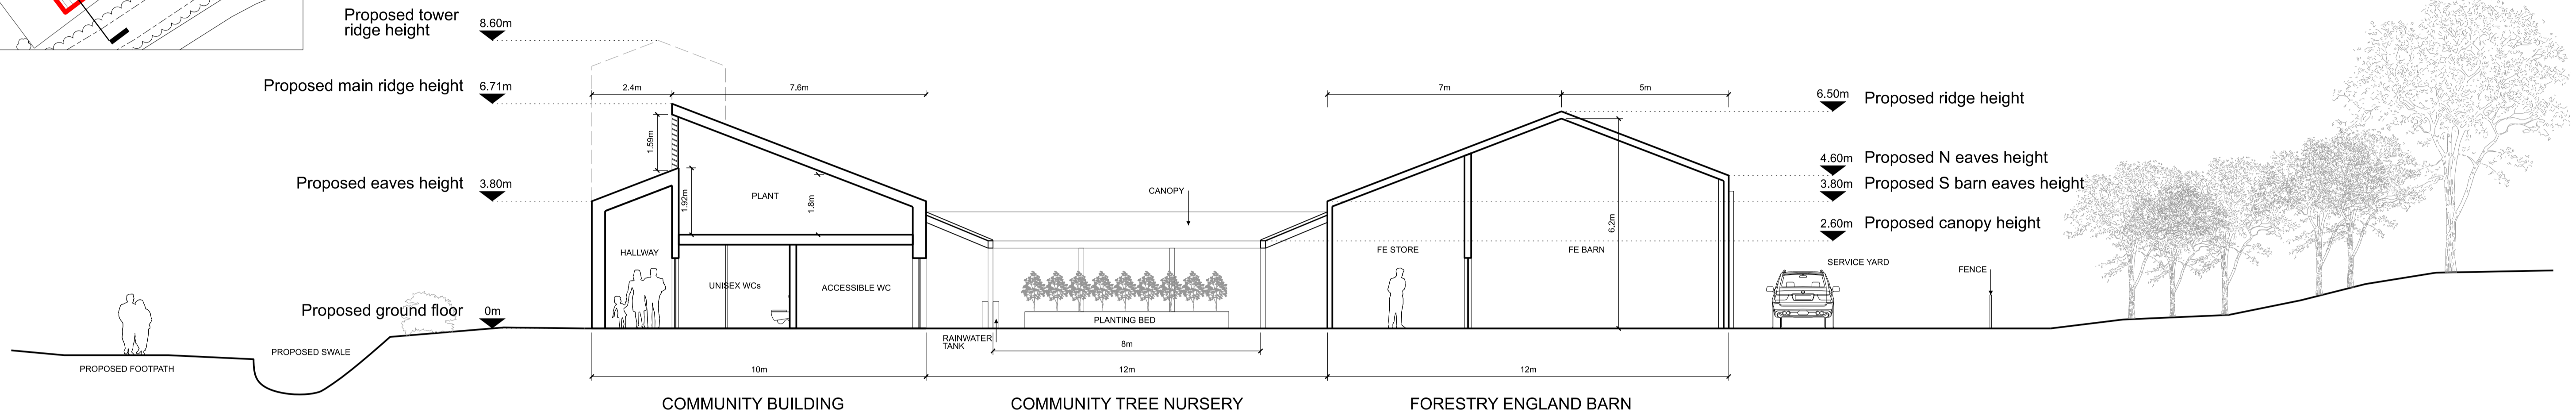 Proposed tower
ridge height
8.60m
Proposed main ridge height 6.71m
2.4m
7.6m
7m
5m
6.50m Proposed ridge height
1.59m
4.60m Proposed N eaves height
Proposed eaves height 3.80m
3.80m Proposed S barn eaves height
1.92m
PLANT
1.8m
CANOPY
6.2m
2.60m Proposed canopy height
HALLWAY
FE STORE
FE BARN
SERVICE YARD
FENCE
UNISEX WCs
ACCESSIBLE WC
Proposed ground floor 0m
PLANTING BED
RAINWATER
TANK
8m
PROPOSED SWALE
PROPOSED FOOTPATH
10m
12m
12m
COMMUNITY BUILDING
COMMUNITY TREE NURSERY
FORESTRY ENGLAND BARN